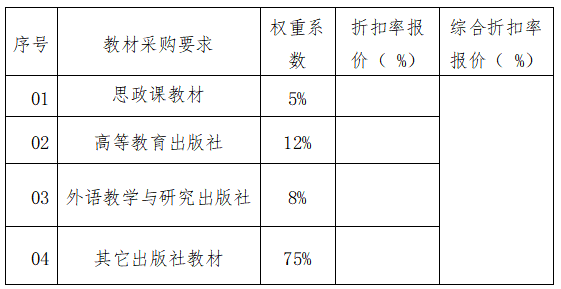 序号 教材采购要求 权重系数 折扣率报价（ %） 综合折扣率报价（ %）
01 思政课教材 5%
02 高等教育出版社 12%
03 外语教学与研究出版社 8%
04 其它出版社教材 75%